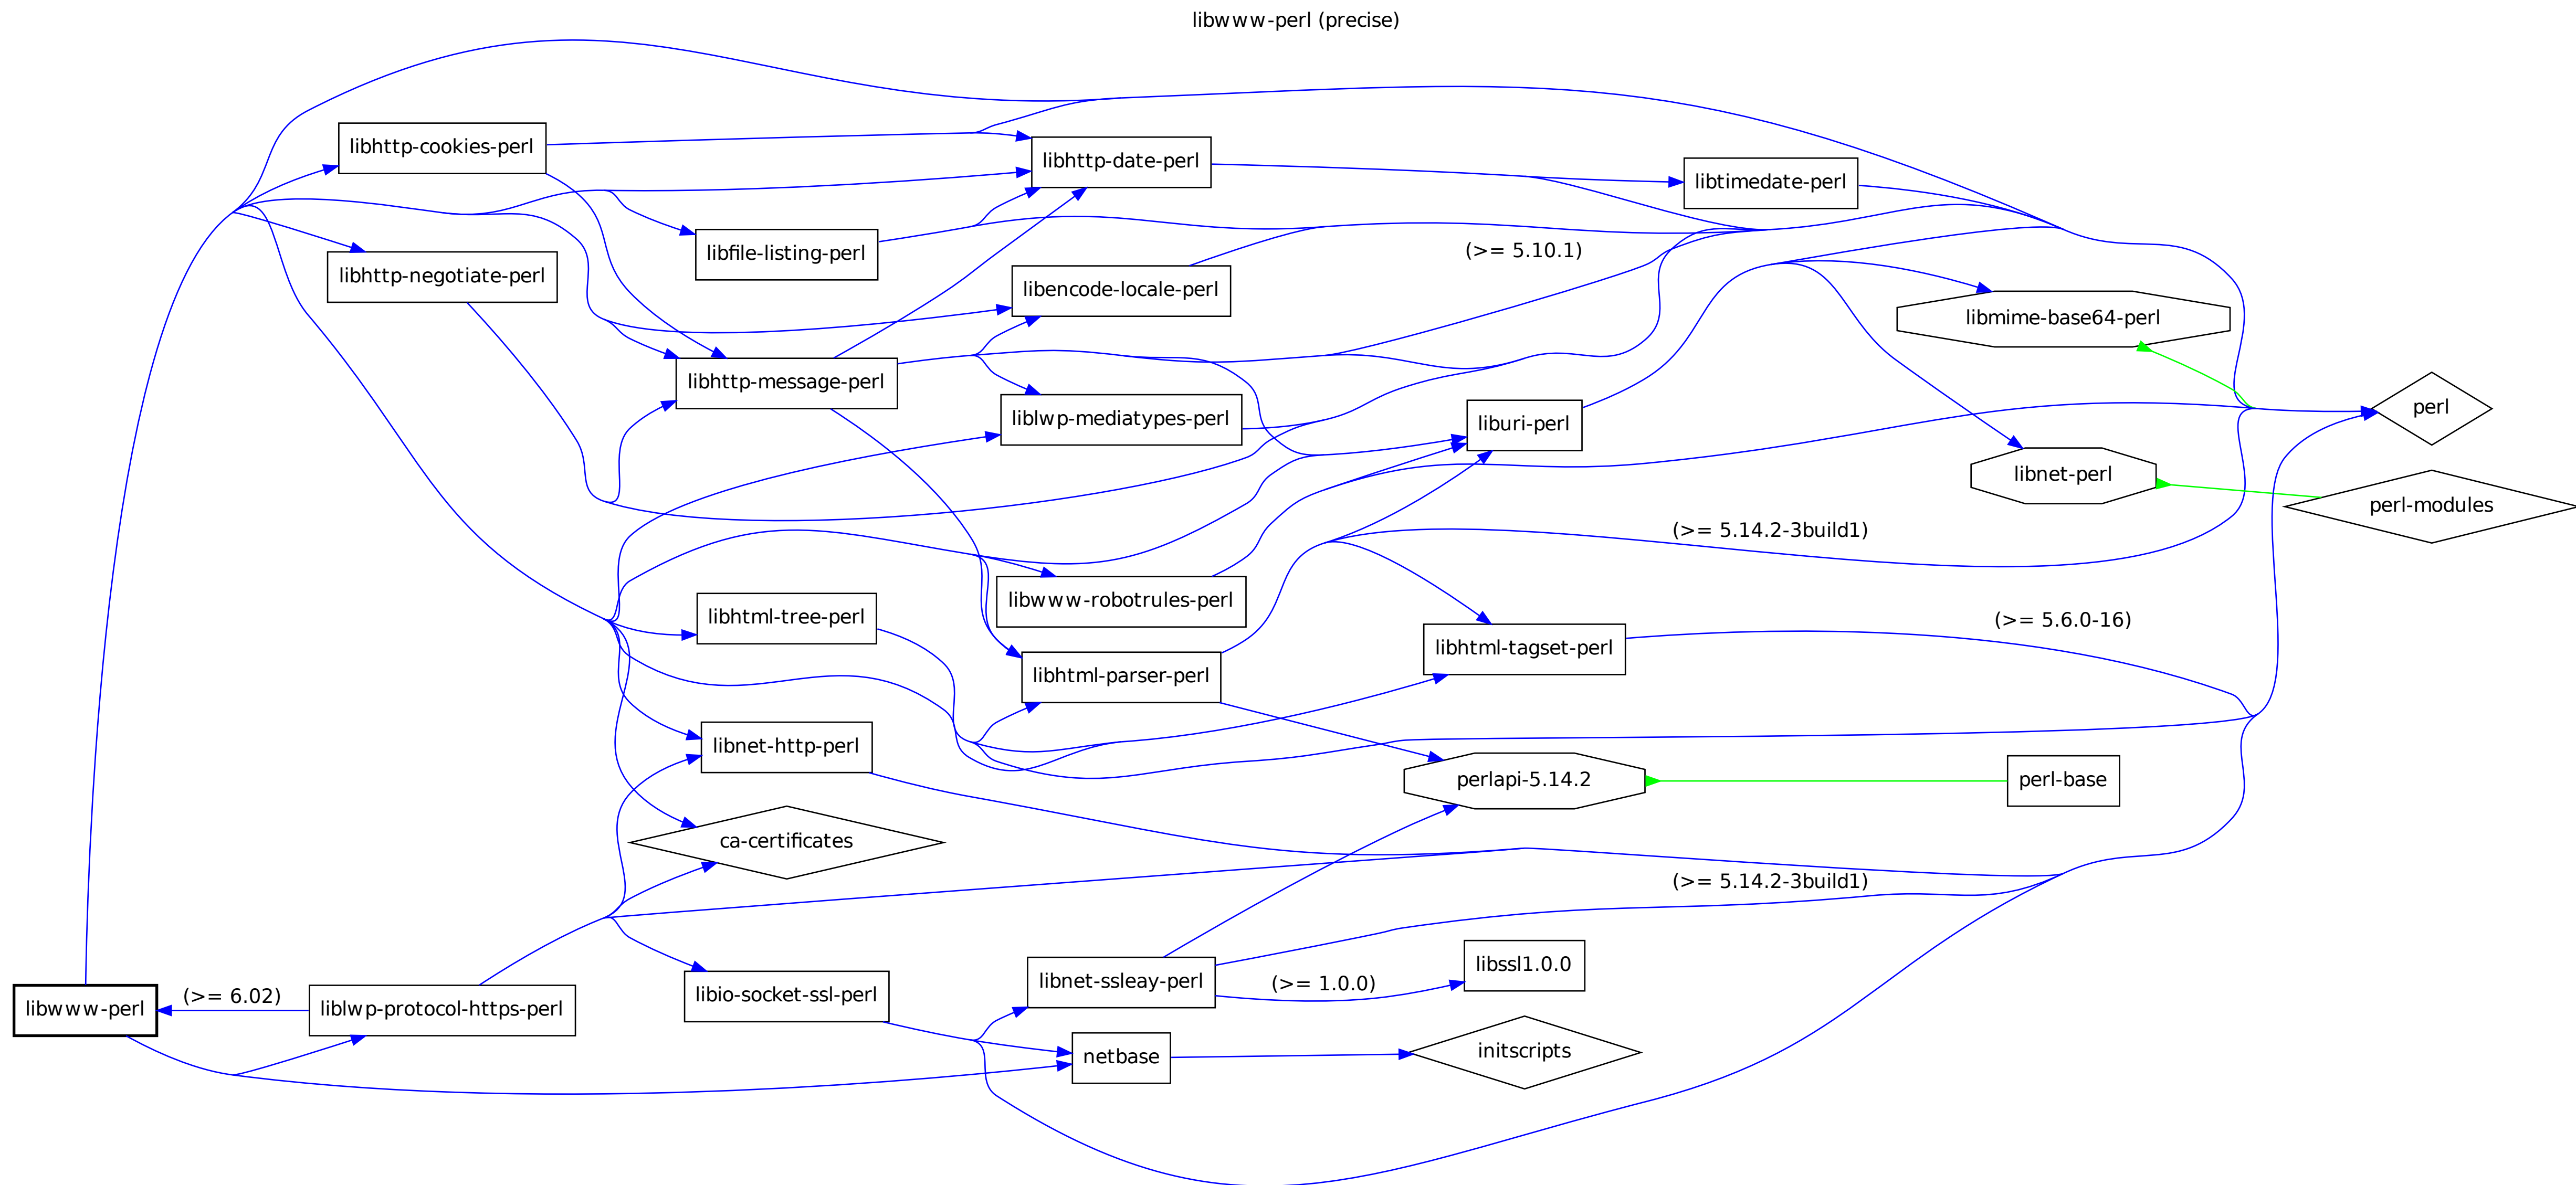 libwww-perl (precise)
libhttp-cookies-perl
libhttp-date-perl
libtimedate-perl
libfile-listing-perl
(>= 5.10.1)
libhttp-negotiate-perl
libencode-locale-perl
libmime-base64-perl
libhttp-message-perl
liblwp-mediatypes-perl
liburi-perl
perl
libnet-perl
perl-modules
(>= 5.14.2-3build1)
libwww-robotrules-perl
libhtml-tree-perl
(>= 5.6.0-16)
libhtml-tagset-perl
libhtml-parser-perl
libnet-http-perl
perlapi-5.14.2
perl-base
ca-certificates
(>= 5.14.2-3build1)
libssl1.0.0
libnet-ssleay-perl
(>= 1.0.0)
libwww-perl
(>= 6.02)
liblwp-protocol-https-perl
libio-socket-ssl-perl
netbase
initscripts